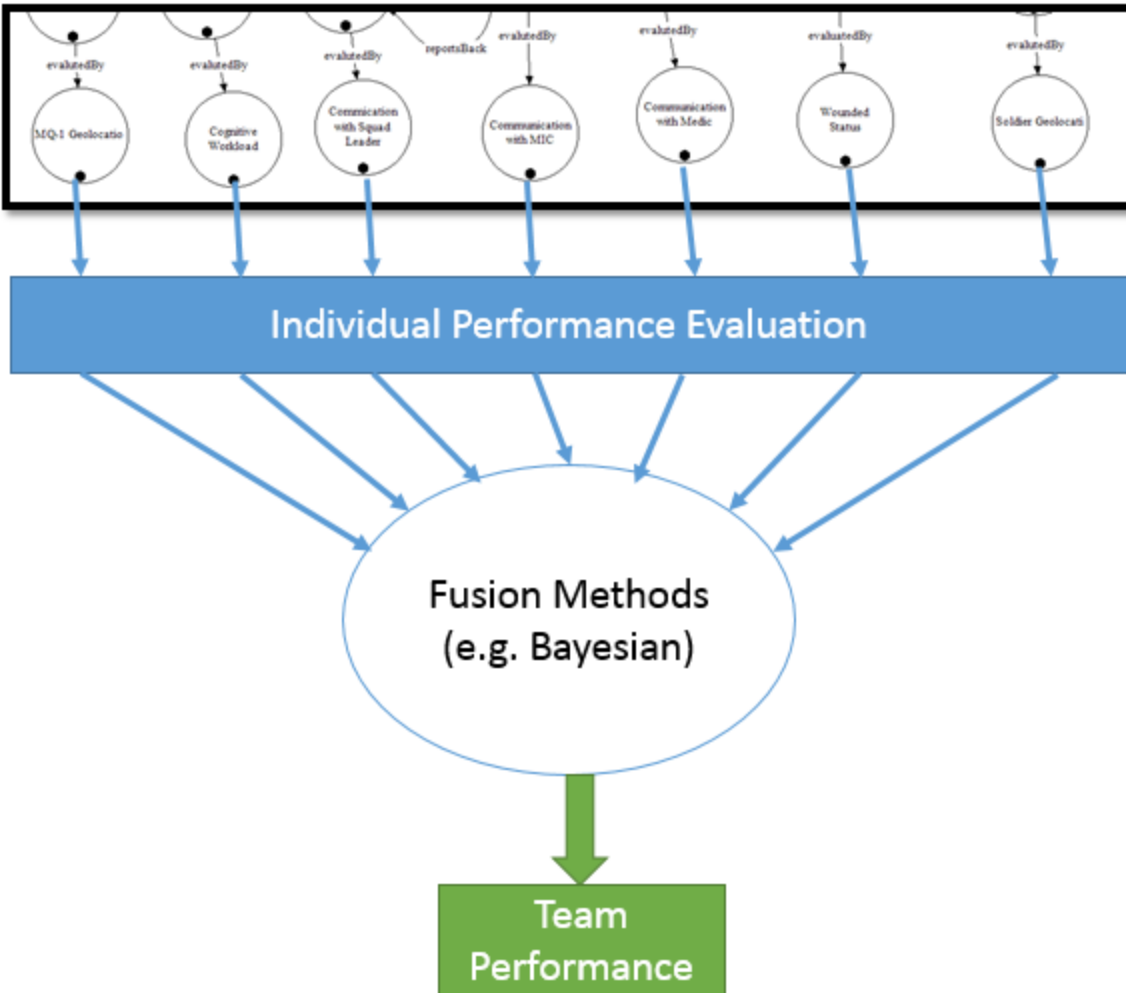 evalutedBy
evalutedBy
evalutedBy
reportsBack
evalutedBy
evalutedBy
evaluatedBy
evalutedBy
MQ-1 Geolocatio
Cognitive
Workload
Commication
with Squad
Leader
Communication
with MIC
Communication
with Medic
Wounded
Status
Soldier Geolocati
Individual Performance Evaluation
Fusion Methods
(e.g. Bayesian)
Team
Performance